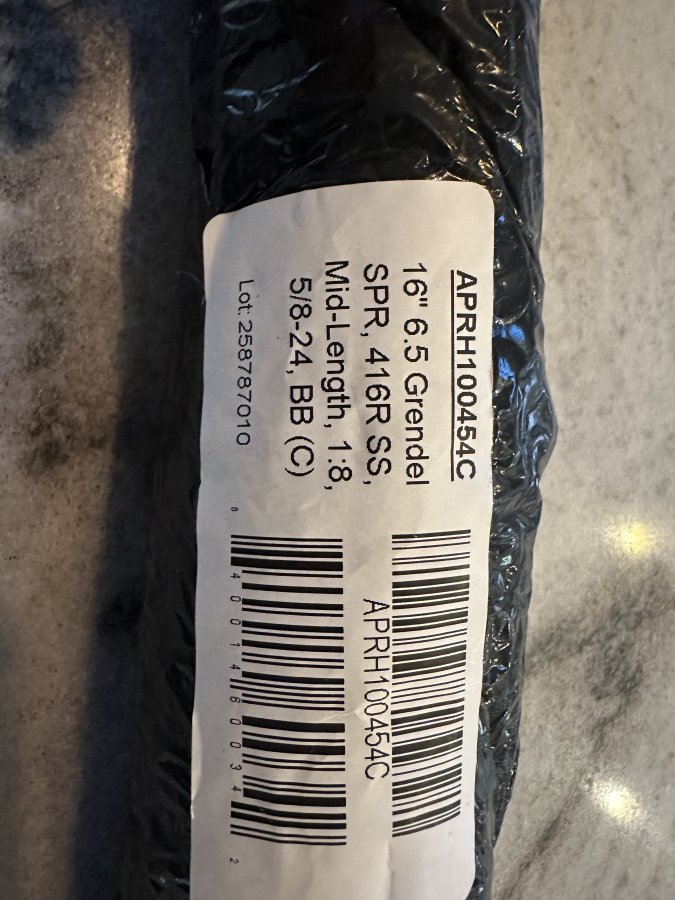 APRH100454C
16" 6.5 Grendel
SPR, 416R SS,
Mid-Length, 1:8,
5/8-24, BB (C)
Lot: 258787010
APRH100454C
8 40014 60034 2